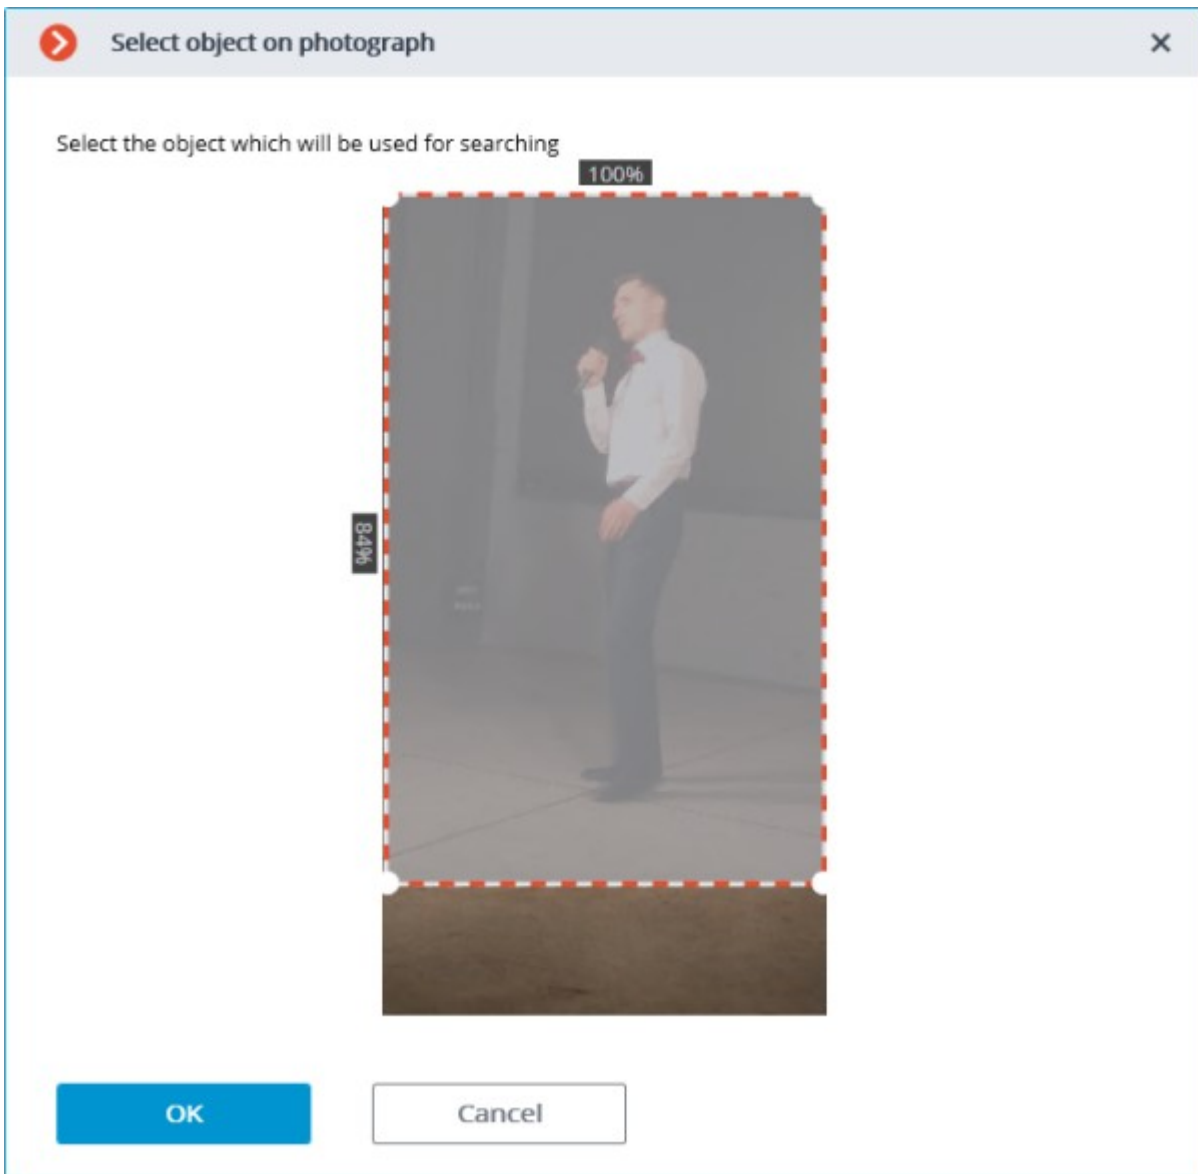 Select object on photograph
Select the object which will be used for searching
100%
84%
OK
Cancel